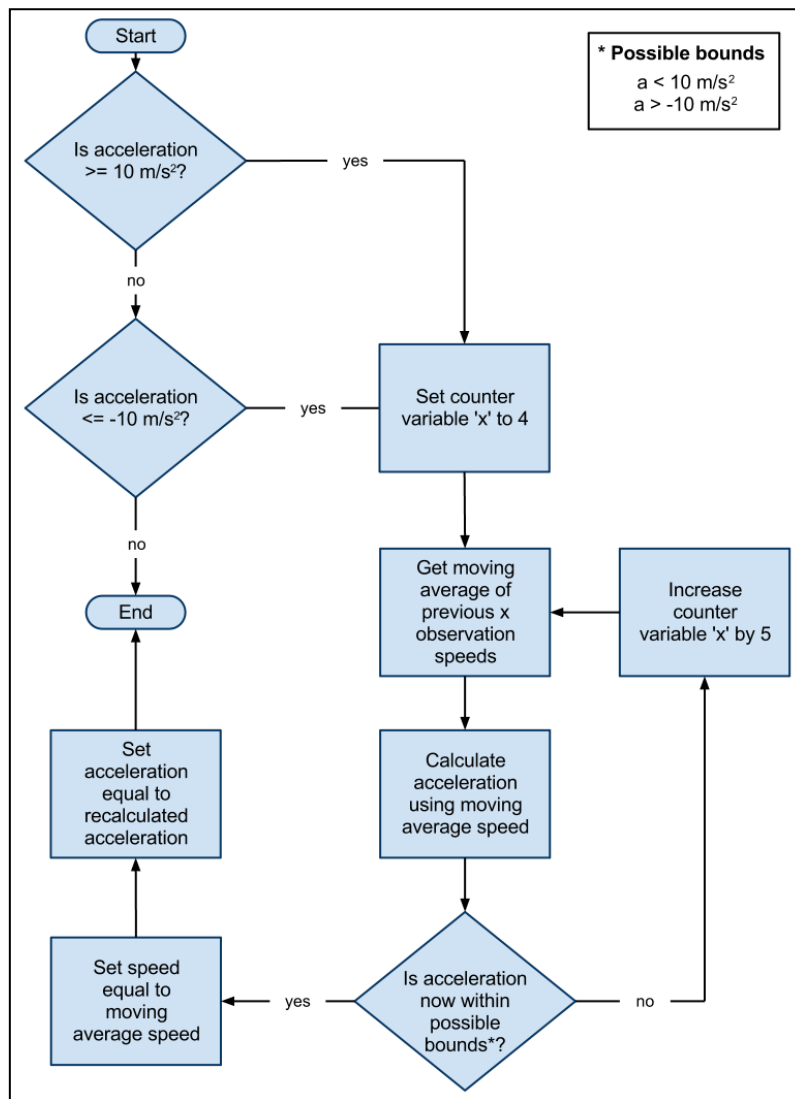 Start
* Possible bounds
a < 10 m/s²
a > -10 m/s²
Is acceleration
>= 10 m/s²?
yes
no
Is acceleration
<= -10 m/s²?
yes
Set counter
variable 'x' to 4
no
End
Get moving
average of
previous x
observation
speeds
Increase
counter
variable 'x' by 5
Set
acceleration
equal to
recalculated
acceleration
Calculate
acceleration
using moving
average speed
Set speed
equal to
moving
average speed
yes
Is acceleration
now within
possible
bounds*?
no